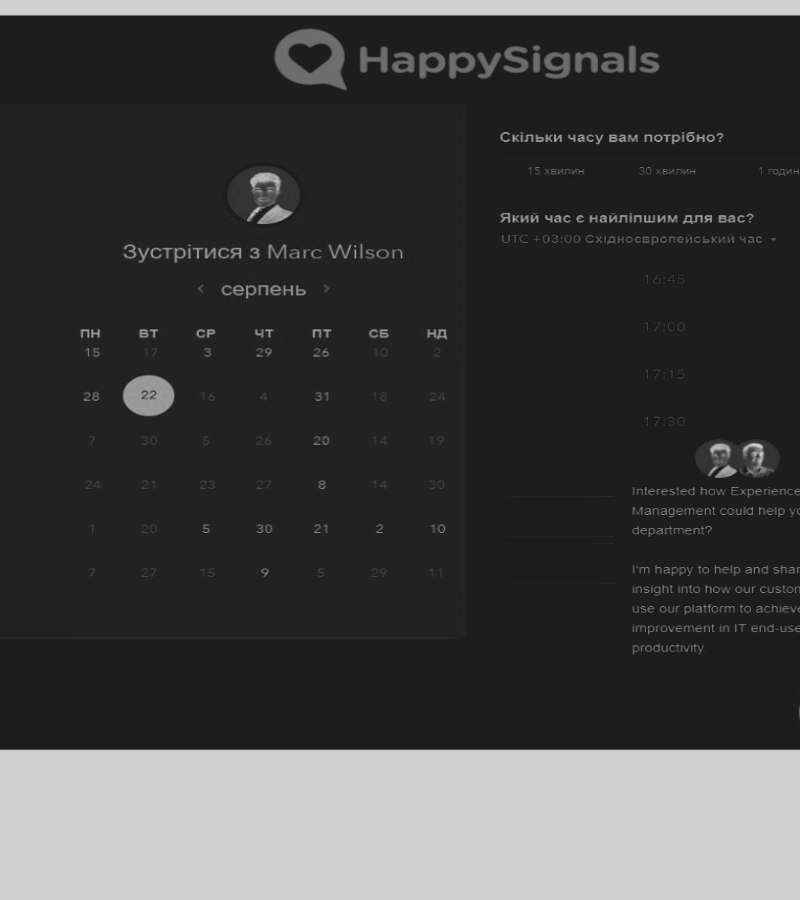 HappySignals
Зустрітися з Marc Wilson
серпень
ПН ВТ СР ЧТ ПТ СБ НД
15 17 3 29 26 10 2
28 22 16 4 31 18 24
7 30 5 26 20 14 19
24 21 23 27 8 14 30
1 20 5 30 21 2 10
7 27 15 9 5 29 11
Скільки часу вам потрібно?
15 хвилин 30 хвилин 1 годин
Який час є найліпшим для вас?
UTC +03:00 Східноєвропейський час
16:45
17:00
17:15
17:30
Interested how Experience
Management could help yo
department?
I'm happy to help and shar
insight into how our custom
use our platform to achieve
improvement in IT end-use
productivity.